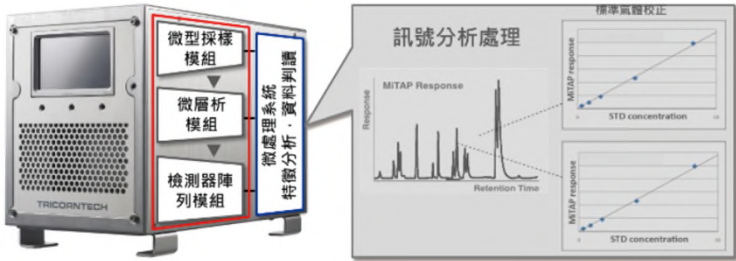 微型採樣
模組
微層析
模組
檢測器陣
列模組
微處理系統
特徵分析．資料判讀
TRICORNTECH
訊號分析處理
MiTAP Response
Response
Retention Time
標準氣體校正
MiTAP response
STD concentration
MiTAP response
STD concentration